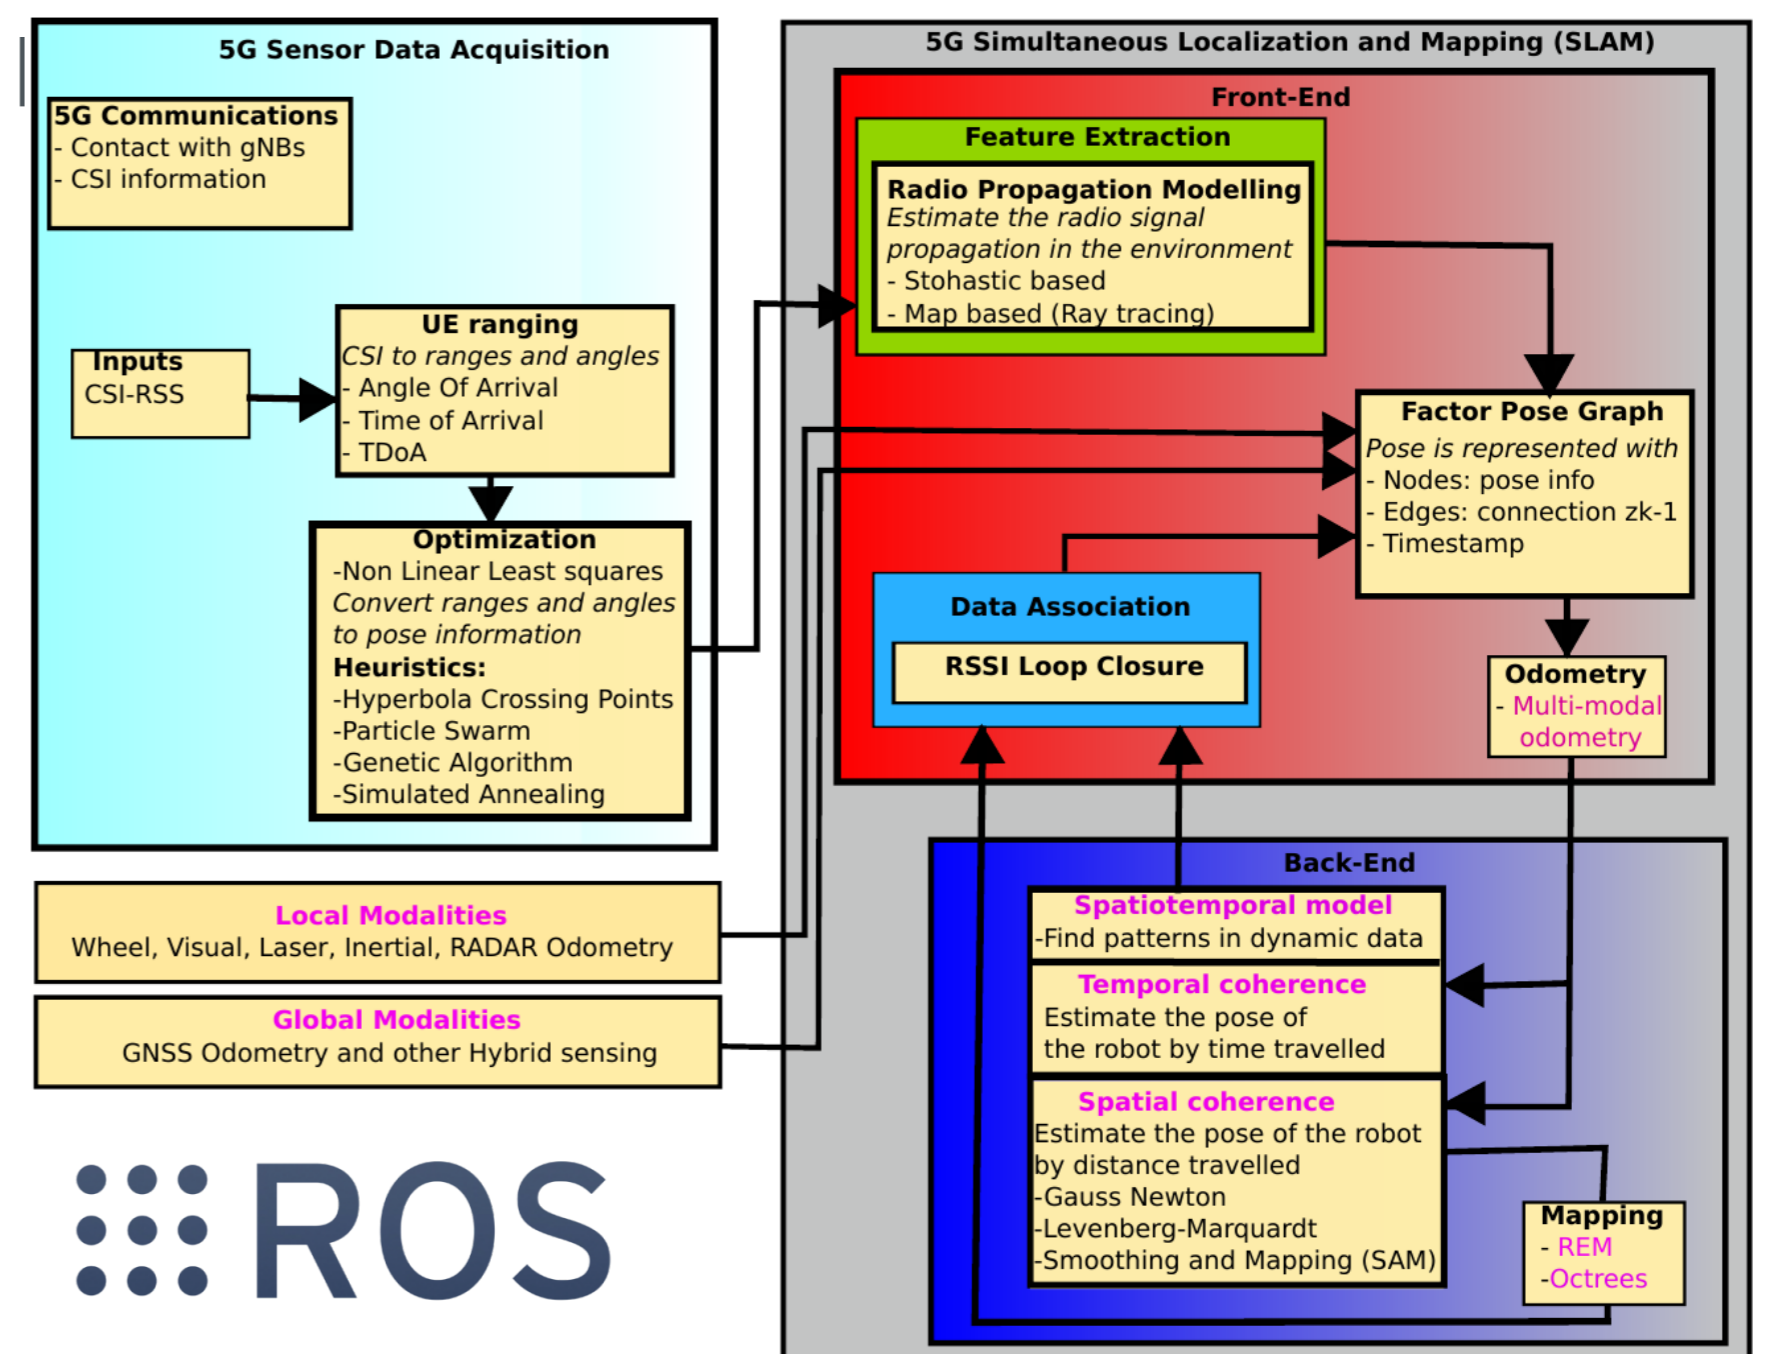 5G Sensor Data Acquisition
5G Communications
- Contact with gNBs
- CSI information
Inputs
CSI-RSS
UE ranging
CSI to ranges and angles
- Angle Of Arrival
- Time of Arrival
- TDoA
Optimization
-Non Linear Least squares
Convert ranges and angles
to pose information
Heuristics:
-Hyperbola Crossing Points
-Particle Swarm
-Genetic Algorithm
-Simulated Annealing
Local Modalities
Wheel, Visual, Laser, Inertial, RADAR Odometry
Global Modalities
GNSS Odometry and other Hybrid sensing
ROS
5G Simultaneous Localization and Mapping (SLAM)
Front-End
Feature Extraction
Radio Propagation Modelling
Estimate the radio signal
propagation in the environment
- Stohastic based
- Map based (Ray tracing)
Factor Pose Graph
Pose is represented with
- Nodes: pose info
- Edges: connection zk-1
- Timestamp
Data Association
RSSI Loop Closure
Odometry
- Multi-modal
odometry
Back-End
Spatiotemporal model
-Find patterns in dynamic data
Temporal coherence
Estimate the pose of
the robot by time travelled
Spatial coherence
Estimate the pose of the robot
by distance travelled
-Gauss Newton
-Levenberg-Marquardt
-Smoothing and Mapping (SAM)
Mapping
- REM
-Octrees